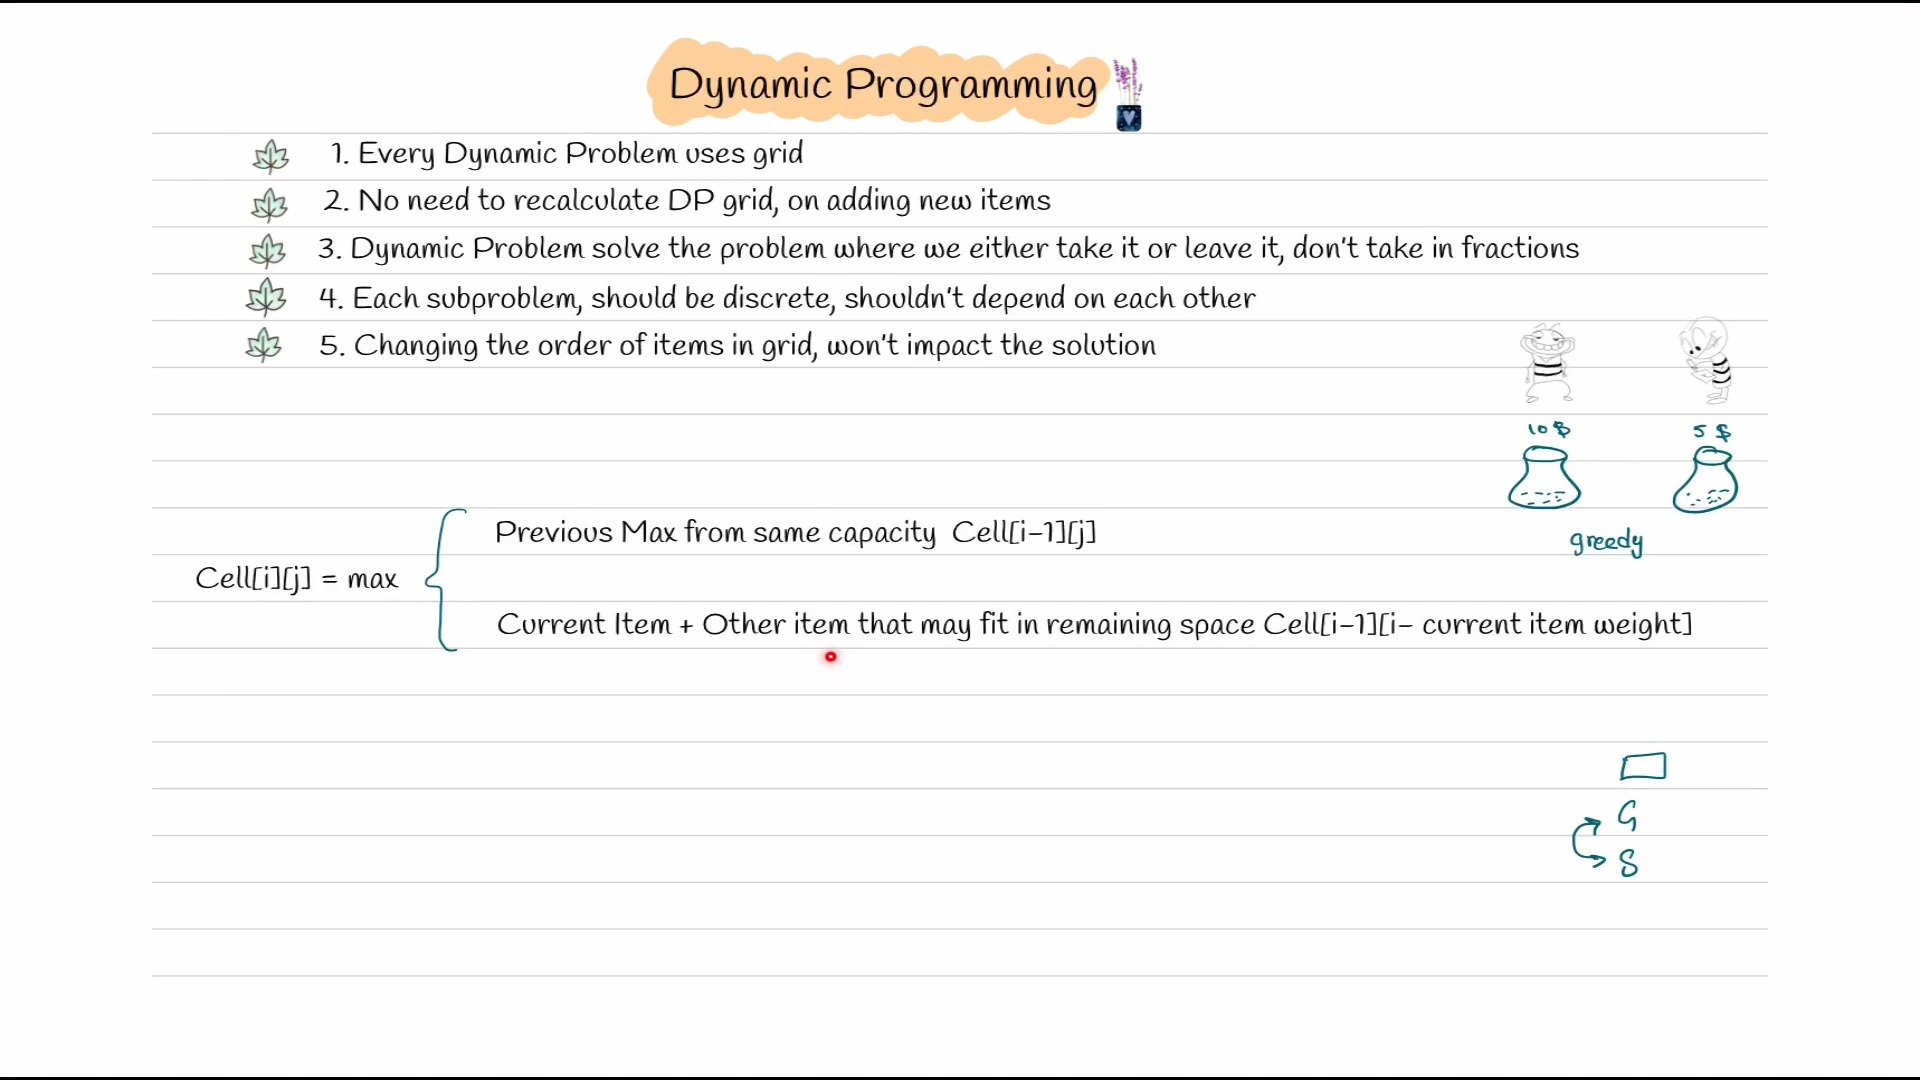 Dynamic Programming
1. Every Dynamic Problem uses grid
2. No need to recalculate DP grid, on adding new items
3. Dynamic Problem solve the problem where we either take it or leave it, don't take in fractions
4. Each subproblem, should be discrete, shouldn't depend on each other
5. Changing the order of items in grid, won't impact the solution
10 $ 5 $
greedy
Previous Max from same capacity Cell[i-1][j]
Cell[i][j] = max
Current Item + Other item that may fit in remaining space Cell[i-1][i- current item weight]
G
S